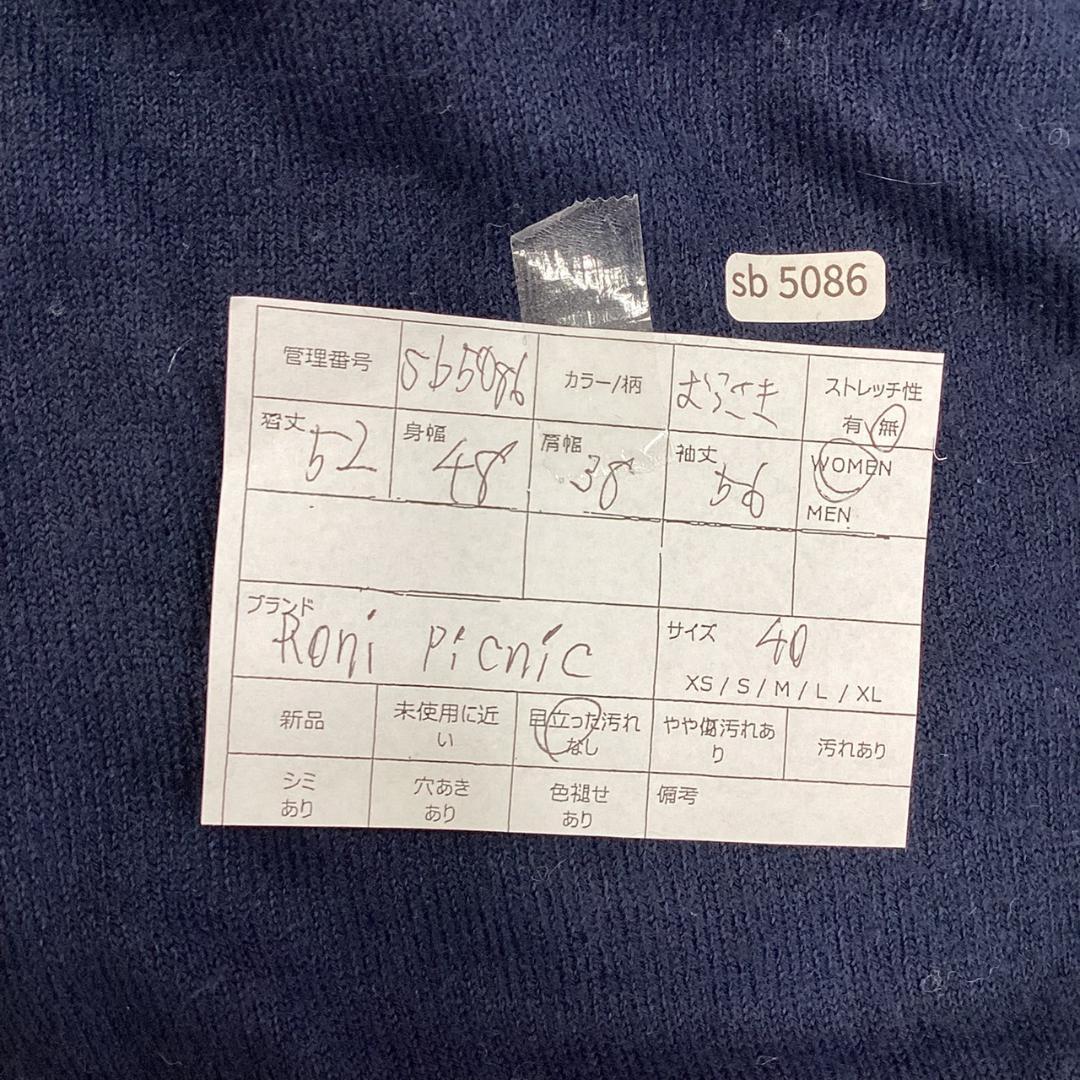 sb 5086
管理番号 sb5086 カラー/柄 むらさき ストレッチ性
有 無
着丈 52 身幅 48 肩幅 38 袖丈 56 WOMEN
MEN
ブランド Roni Picnic サイズ 40
XS / S / M / L / XL
新品 未使用に近い 目立った汚れなし やや傷汚れあり 汚れあり
シミあり 穴あきあり 色褪せあり 備考